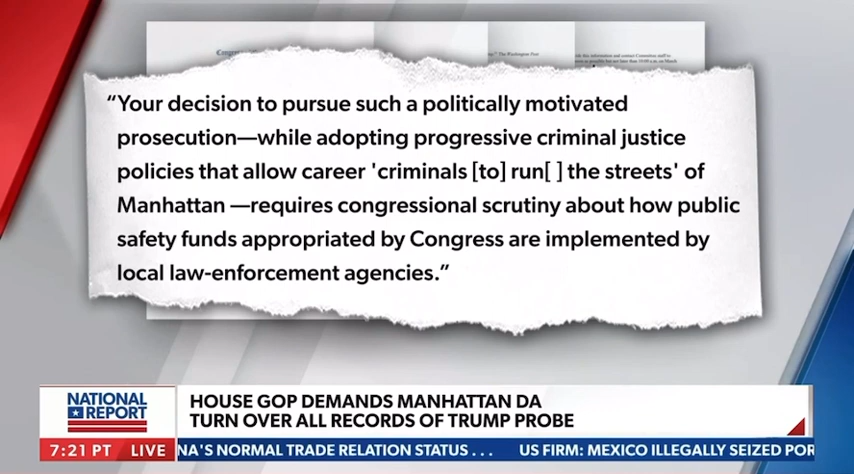 The Washington Post
“Your decision to pursue such a politically motivated
prosecution—while adopting progressive criminal justice
policies that allow career 'criminals [to] run[ ] the streets' of
Manhattan —requires congressional scrutiny about how public
safety funds appropriated by Congress are implemented by
local law-enforcement agencies.”
NATIONAL
REPORT
HOUSE GOP DEMANDS MANHATTAN DA
TURN OVER ALL RECORDS OF TRUMP PROBE
7:21 PT LIVE NA'S NORMAL TRADE RELATION STATUS . . . US FIRM: MEXICO ILLEGALLY SEIZED POR